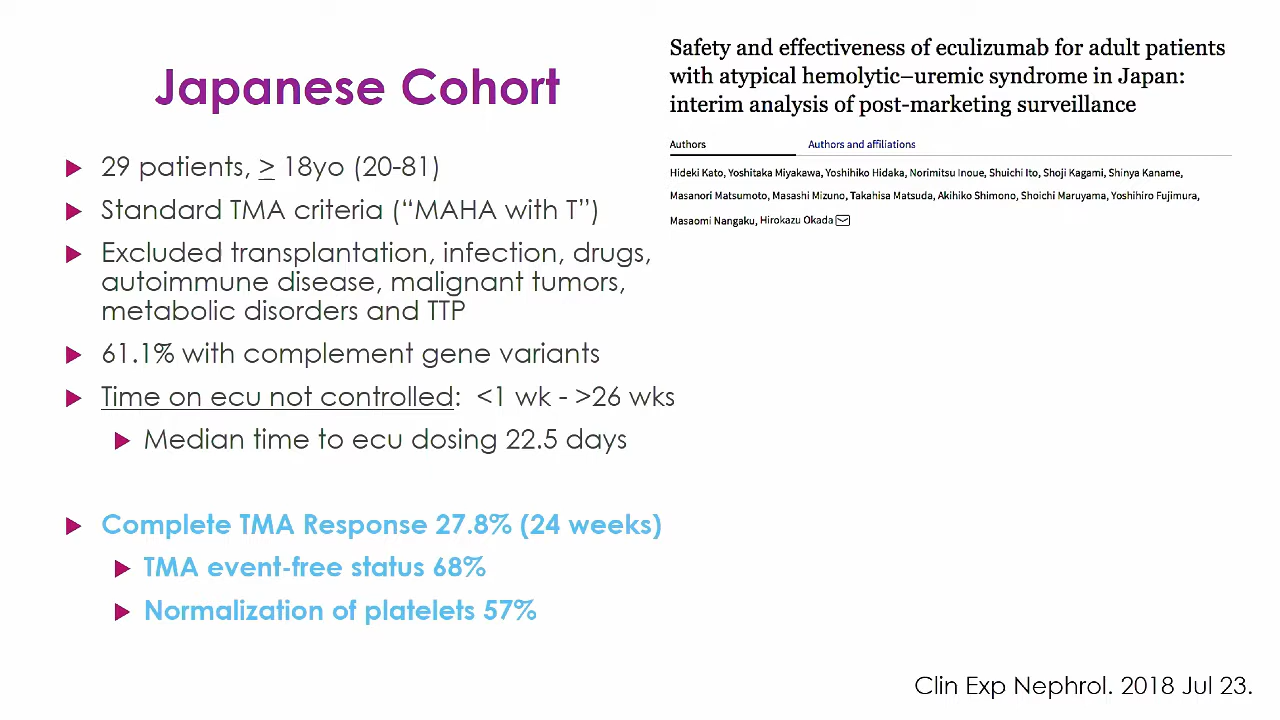 Japanese Cohort
29 patients, ≥ 18yo (20-81)
Standard TMA criteria (“MAHA with T”)
Excluded transplantation, infection, drugs,
autoimmune disease, malignant tumors,
metabolic disorders and TTP
61.1% with complement gene variants
Time on ecu not controlled: <1 wk - >26 wks
Median time to ecu dosing 22.5 days
Complete TMA Response 27.8% (24 weeks)
TMA event-free status 68%
Normalization of platelets 57%
Safety and effectiveness of eculizumab for adult patients
with atypical hemolytic–uremic syndrome in Japan:
interim analysis of post-marketing surveillance
Authors
Authors and affiliations
Hideki Kato, Yoshitaka Miyakawa, Yoshihiko Hidaka, Norimitsu Inoue, Shuichi Ito, Shoji Kagami, Shinya Kaname,
Masanori Matsumoto, Masashi Mizuno, Takahisa Matsuda, Akihiko Shimono, Shoichi Maruyama, Yoshihiro Fujimura,
Masaomi Nangaku, Hirokazu Okada
Clin Exp Nephrol. 2018 Jul 23.